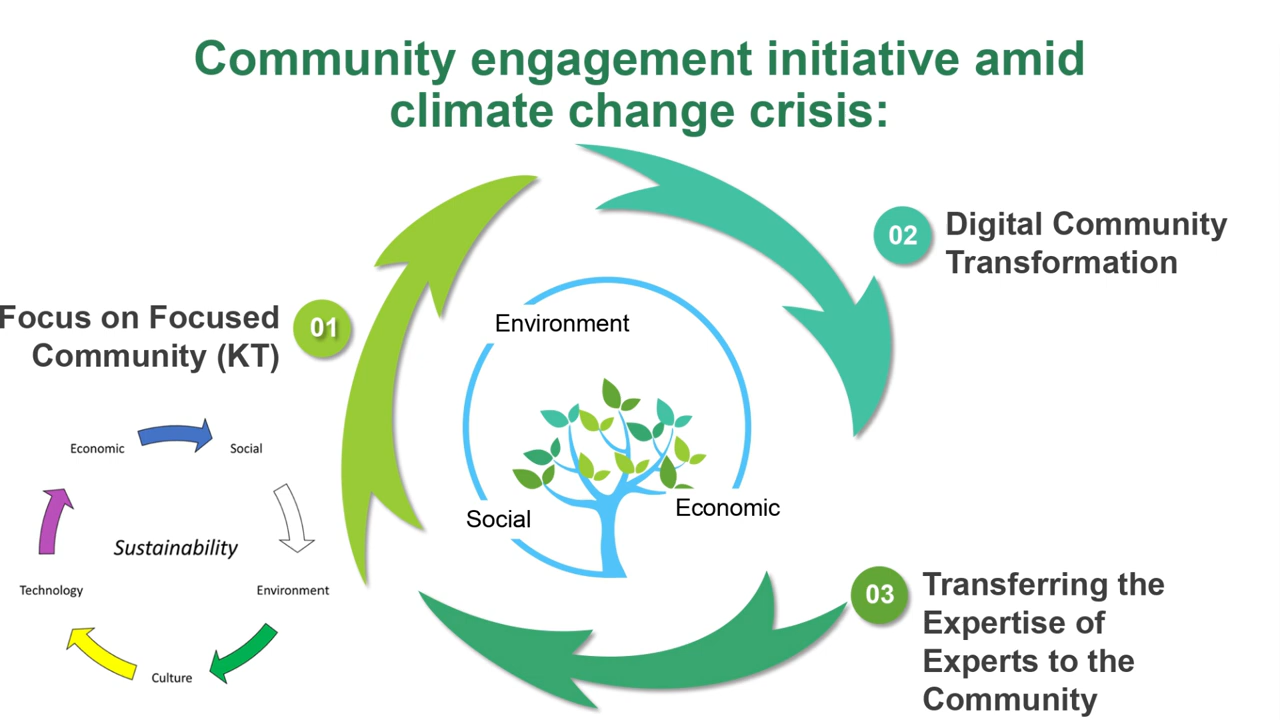 Community engagement initiative amid
climate change crisis:
02
Digital Community
Transformation
Focus on Focused
Community (KT)
01
Environment
Social
Economic
Economic
Social
Sustainability
Technology
Environment
Culture
03
Transferring the
Expertise of
Experts to the
Community